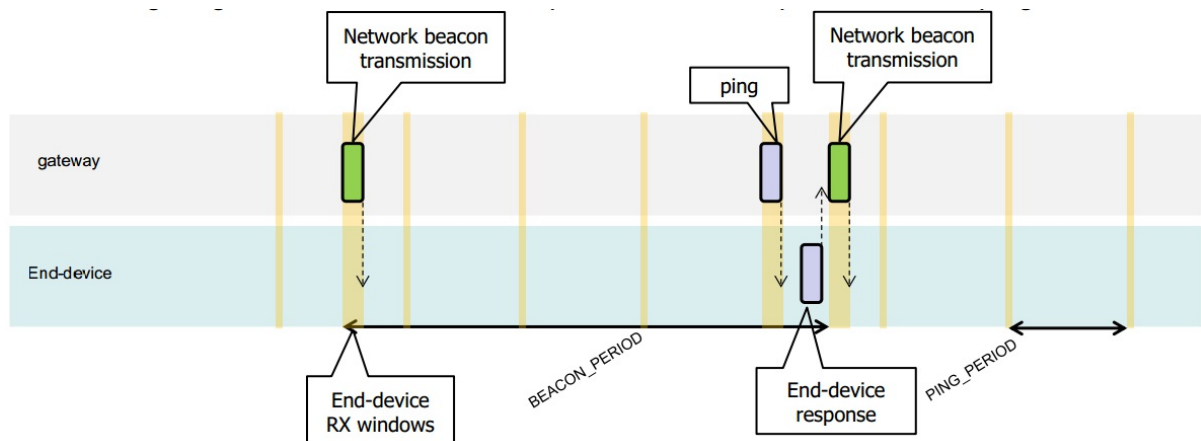 Network beacon
transmission
Network beacon
transmission
ping
gateway
End-device
BEACON_PERIOD
PING_PERIOD
End-device
RX windows
End-device
response